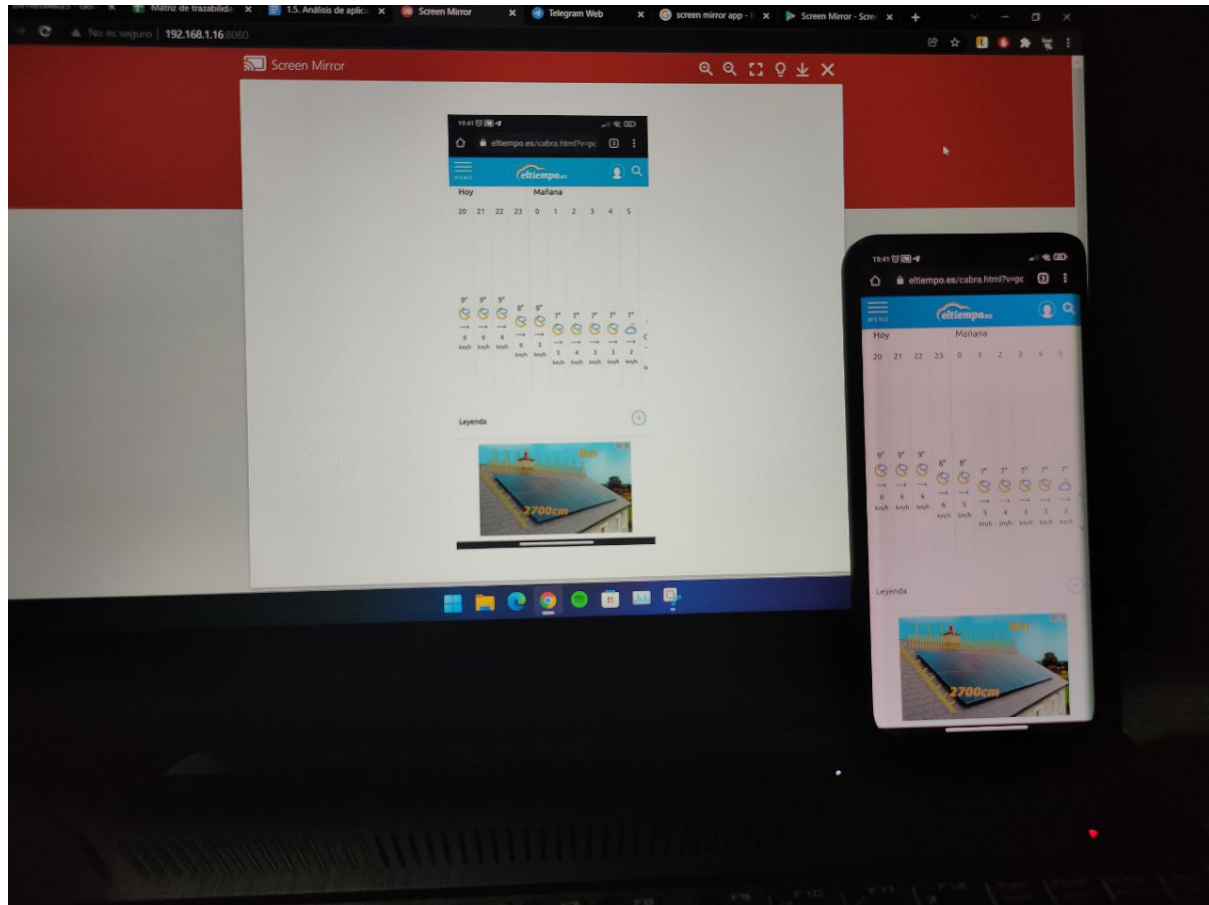 Matriz de trazabilida
1.5. Análisis de aplica
Screen Mirror
Telegram Web
screen mirror app -
Screen Mirror - Scre
No es seguro | 192.168.1.16:8080
Screen Mirror
19:41
eltiempo.es/cabra.html?v=pc
3
MENÚ
eltiempo.es
Hoy Mañana
20 21 22 23 0 1 2 3 4 5
9° 9° 9° 8° 8° 7° 7° 7° 7° 7°
6 6 6 6 5 5 4 3 3 2
km/h km/h km/h km/h km/h km/h km/h km/h km/h km/h
Leyenda
8m
2700cm
19:41
eltiempo.es/cabra.html?v=pc
3
MENÚ
eltiempo.es
Hoy Mañana
20 21 22 23 0 1 2 3 4 5
9° 9° 9° 8° 8° 7° 7° 7° 7° 7°
6 6 6 6 5 5 4 3 3 2
km/h km/h km/h km/h km/h km/h km/h km/h km/h km/h
Leyenda
8m
2700cm